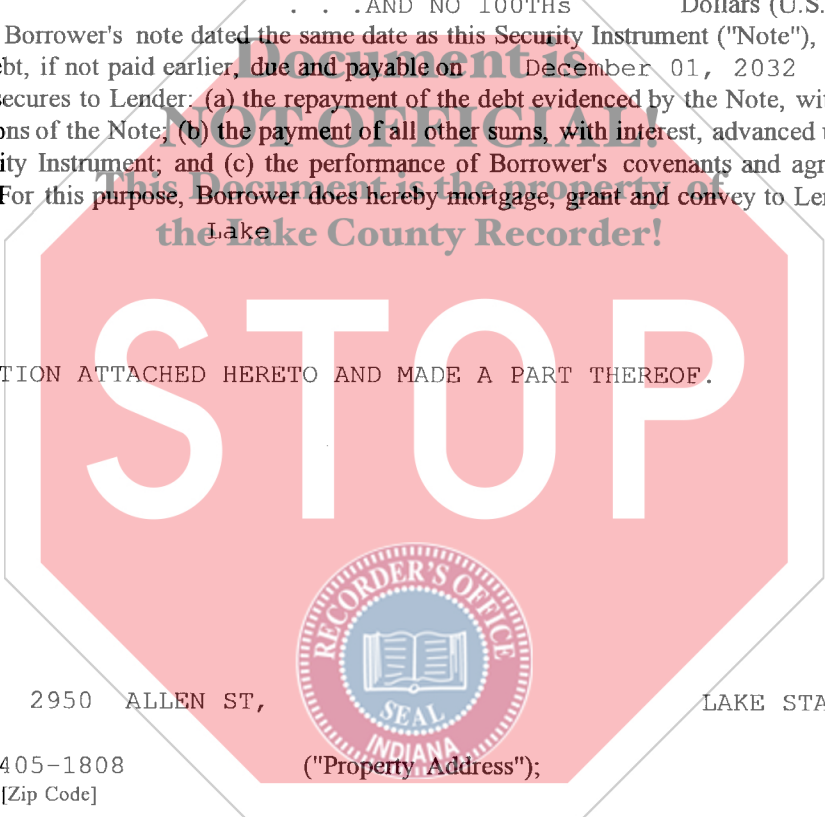 . . .AND NO 100THs Dollars (U.S.
Borrower's note dated the same date as this Security Instrument ("Note"),
Document is
ebt, if not paid earlier, due and payable on December 01, 2032
secures to Lender: (a) the repayment of the debt evidenced by the Note, wi
NOT OFFICIAL!
ons of the Note; (b) the payment of all other sums, with interest, advanced
ity Instrument; and (c) the performance of Borrower's covenants and agr
This Document is the property of
For this purpose, Borrower does hereby mortgage, grant and convey to Le
the Lake County Recorder!
Lake
TION ATTACHED HERETO AND MADE A PART THEREOF.
STOP
RECORDER'S OFFICE
SEAL
INDIANA
2950 ALLEN ST, LAKE STA
405-1808 ("Property Address");
[Zip Code]